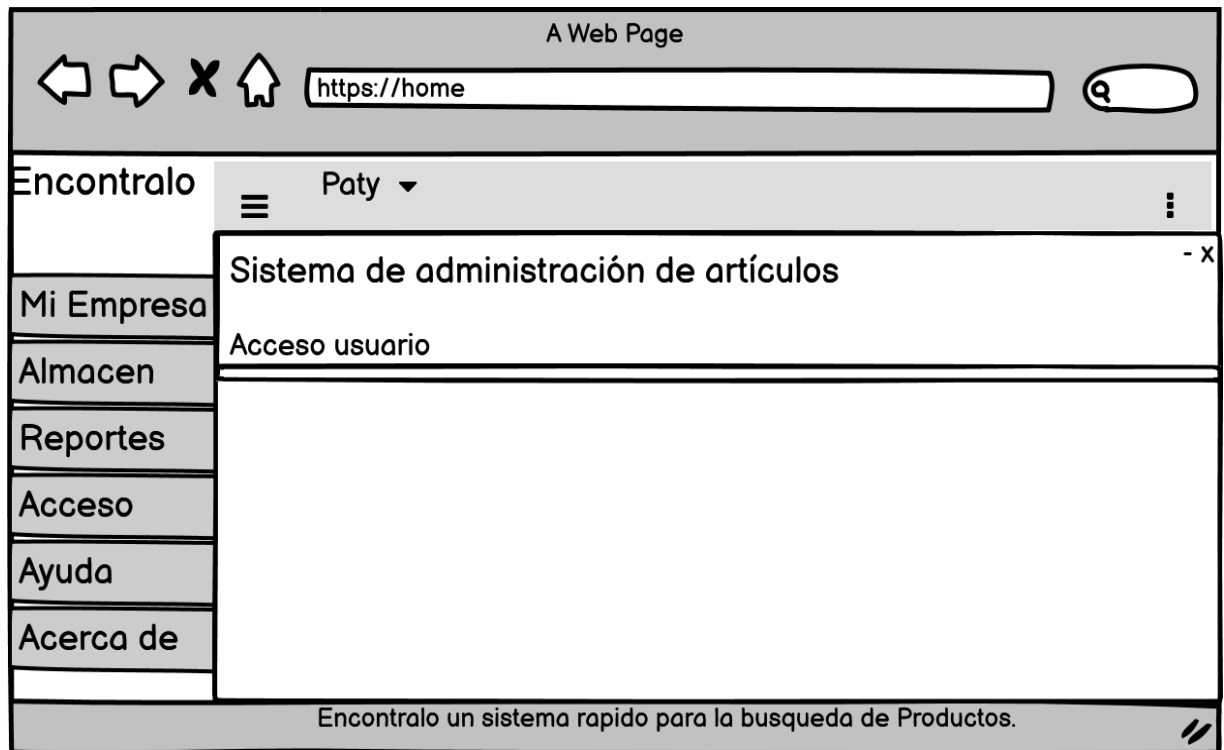 A Web Page
https://home
Encontralo
Paty
Sistema de administración de artículos
- x
Acceso usuario
Mi Empresa
Almacen
Reportes
Acceso
Ayuda
Acerca de
Encontralo un sistema rapido para la busqueda de Productos.